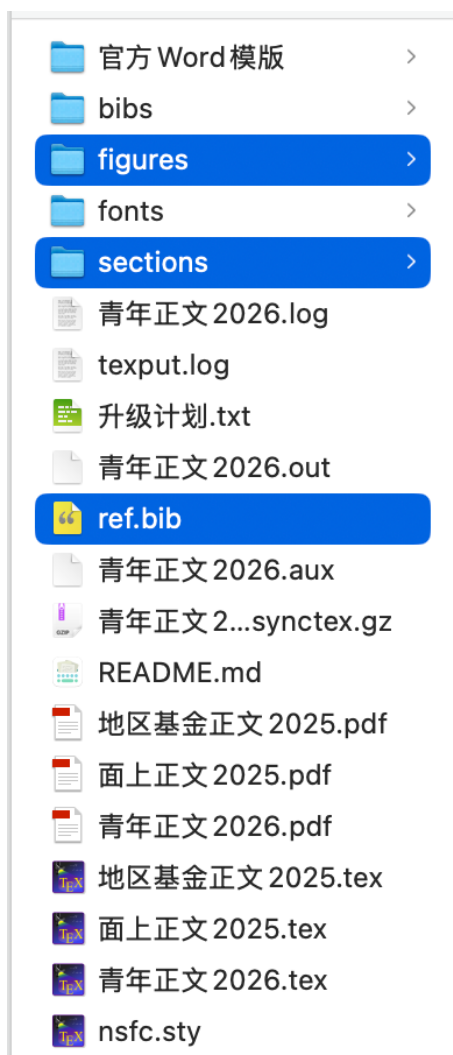 官方Word模版
bibs
figures
fonts
sections
青年正文2026.log
texput.log
升级计划.txt
青年正文2026.out
ref.bib
青年正文2026.aux
青年正文2...synctex.gz
README.md
地区基金正文2025.pdf
面上正文2025.pdf
青年正文2026.pdf
地区基金正文2025.tex
面上正文2025.tex
青年正文2026.tex
nsfc.sty